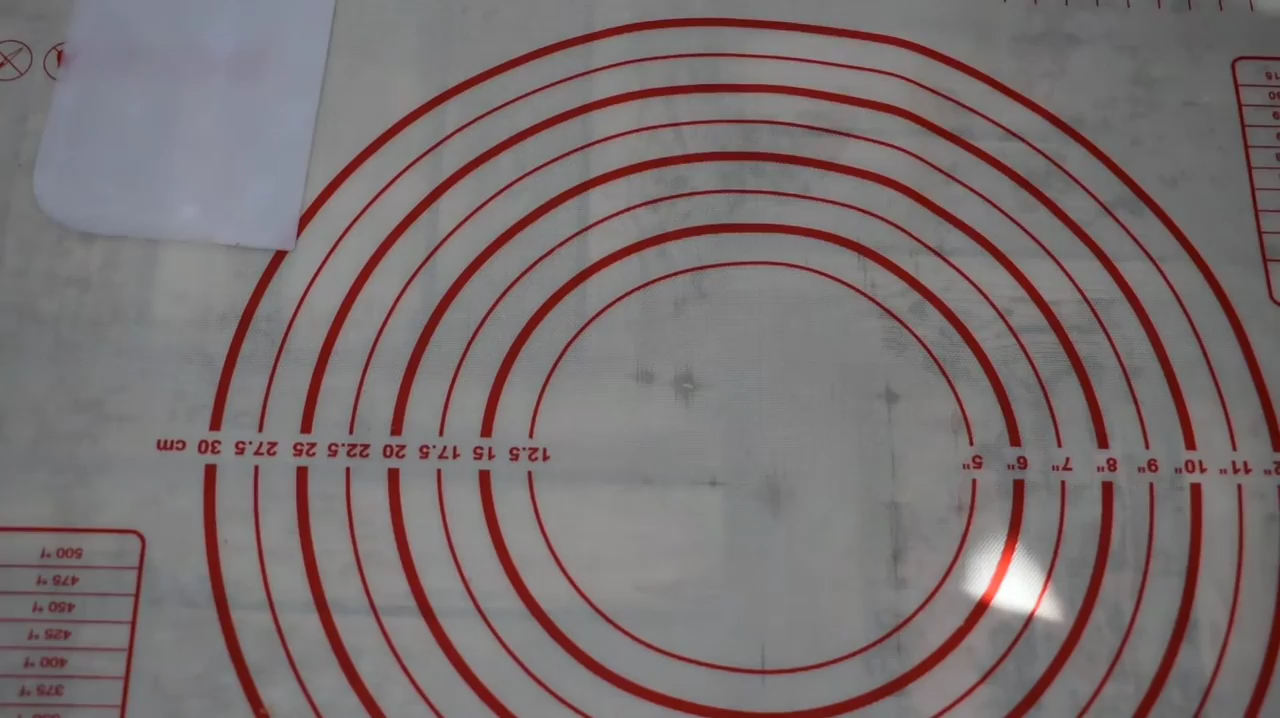 375 °f
400 °f
425 °f
450 °f
475 °f
500 °f
11" 10" 9" 8" 7" 6" 5" 12.5 15 17.5 20 22.5 25 27.5 30 cm